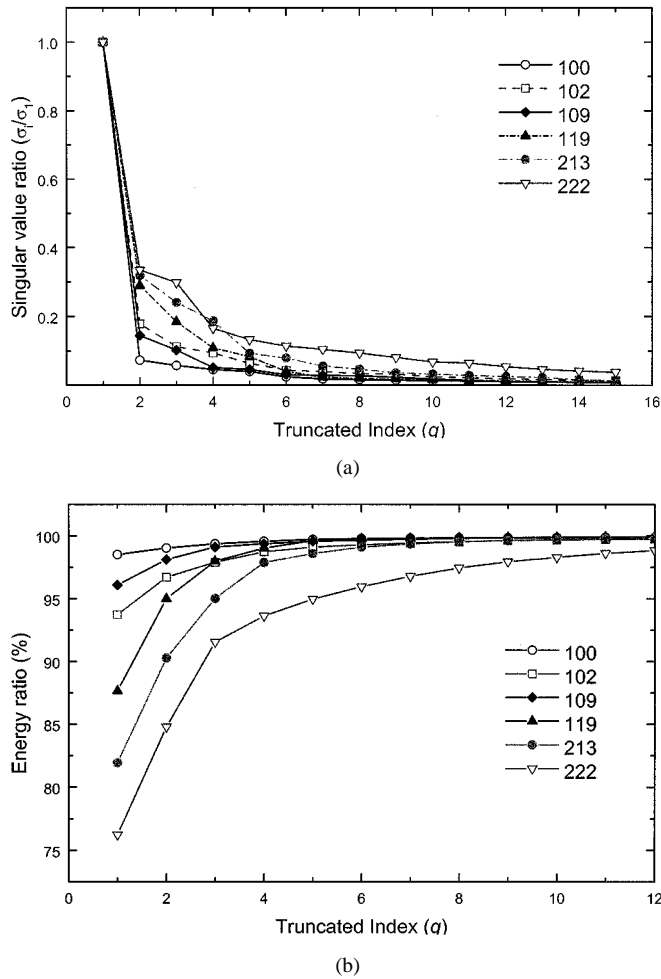 1.0
0.8
0.6
0.4
0.2
Singular value ratio (σi/σ1)
100
102
109
119
213
222
0 2 4 6 8 10 12 14 16
Truncated Index (q)
(a)
100
95
90
85
80
75
Energy ratio (%)
100
102
109
119
213
222
0 2 4 6 8 10 12
Truncated Index (q)
(b)